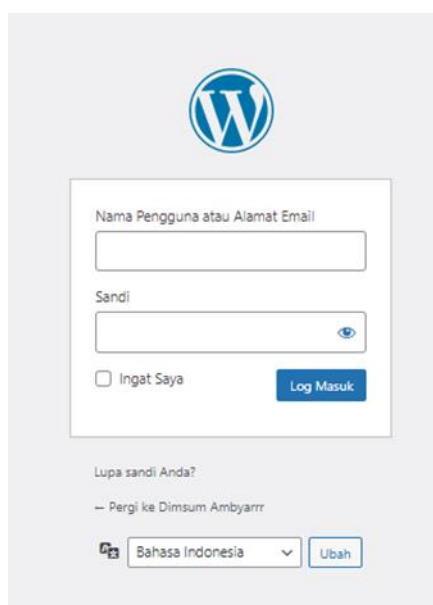 Nama Pengguna atau Alamat Email
Sandi
Ingat Saya
Log Masuk
Lupa sandi Anda?
← Pergi ke Dimsum Ambyarrr
Bahasa Indonesia
Ubah